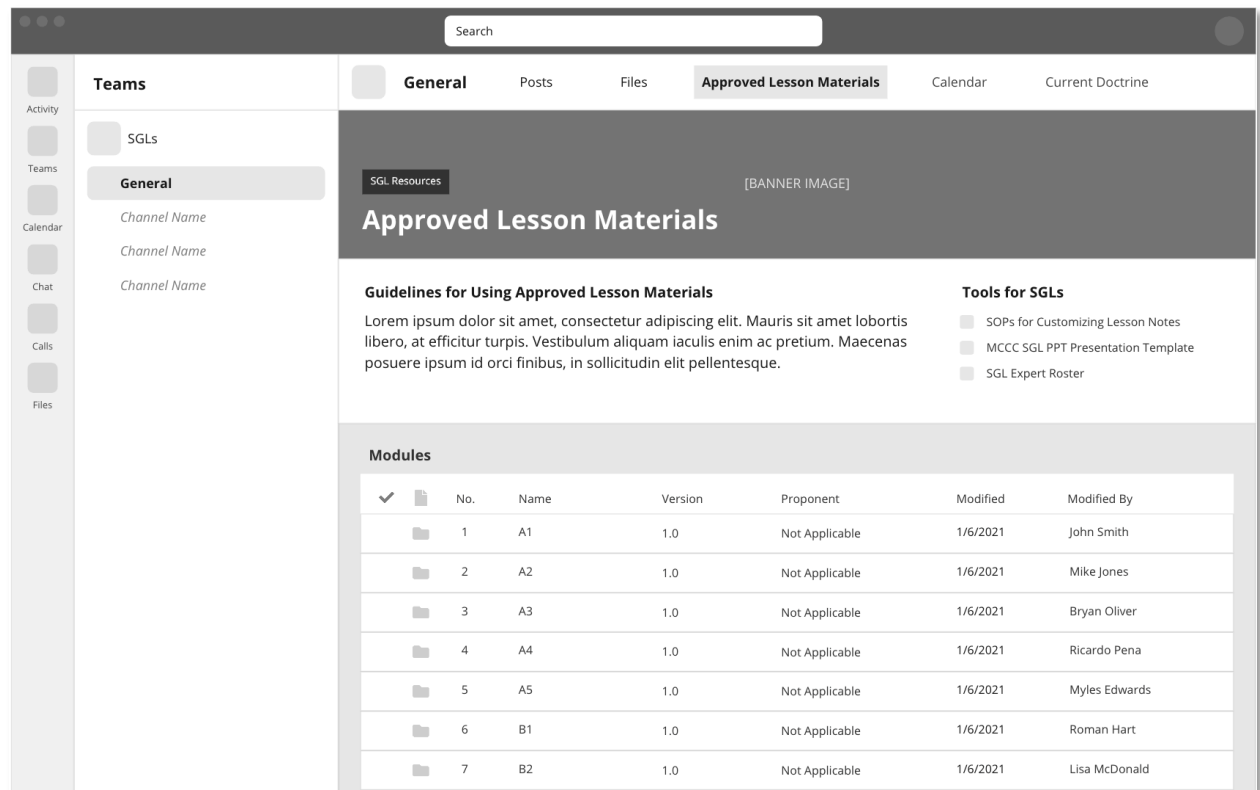 Search
Activity
Teams
Calendar
Chat
Calls
Files
Teams
SGLs
General
Channel Name
Channel Name
Channel Name
General Posts Files Approved Lesson Materials Calendar Current Doctrine
SGL Resources
[BANNER IMAGE]
Approved Lesson Materials
Guidelines for Using Approved Lesson Materials
Lorem ipsum dolor sit amet, consectetur adipiscing elit. Mauris sit amet lobortis
libero, at efficitur turpis. Vestibulum aliquam iaculis enim ac pretium. Maecenas
posuere ipsum id orci finibus, in sollicitudin elit pellentesque.
Tools for SGLs
SOPs for Customizing Lesson Notes
MCCC SGL PPT Presentation Template
SGL Expert Roster
Modules
No. Name Version Proponent Modified Modified By
1 A1 1.0 Not Applicable 1/6/2021 John Smith
2 A2 1.0 Not Applicable 1/6/2021 Mike Jones
3 A3 1.0 Not Applicable 1/6/2021 Bryan Oliver
4 A4 1.0 Not Applicable 1/6/2021 Ricardo Pena
5 A5 1.0 Not Applicable 1/6/2021 Myles Edwards
6 B1 1.0 Not Applicable 1/6/2021 Roman Hart
7 B2 1.0 Not Applicable 1/6/2021 Lisa McDonald